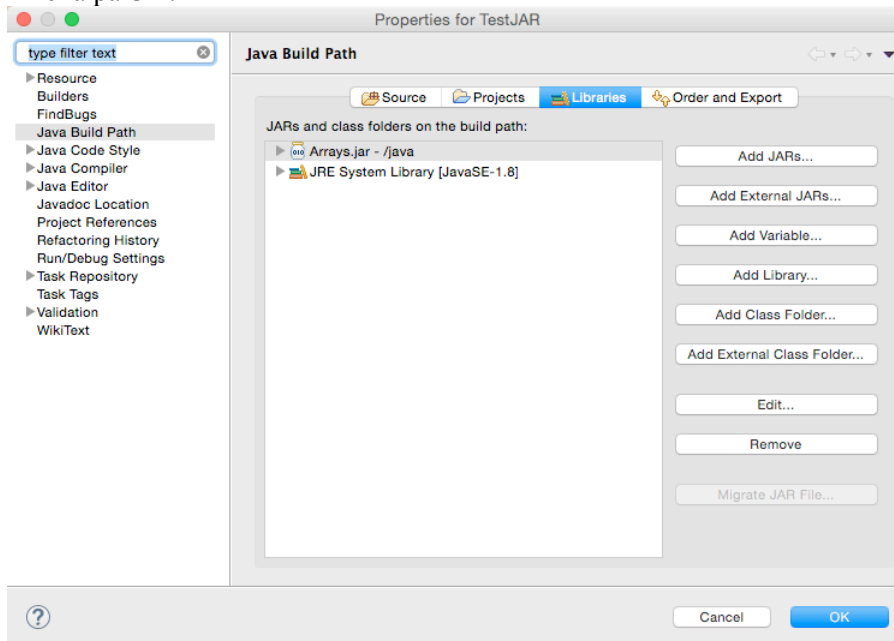 Properties for TestJAR
type filter text
Resource
Builders
FindBugs
Java Build Path
Java Code Style
Java Compiler
Java Editor
Javadoc Location
Project References
Refactoring History
Run/Debug Settings
Task Repository
Task Tags
Validation
WikiText
Java Build Path
Source Projects Libraries Order and Export
JARs and class folders on the build path:
Arrays.jar - /java
JRE System Library [JavaSE-1.8]
Add JARs...
Add External JARs...
Add Variable...
Add Library...
Add Class Folder...
Add External Class Folder...
Edit...
Remove
Migrate JAR File...
?
Cancel OK